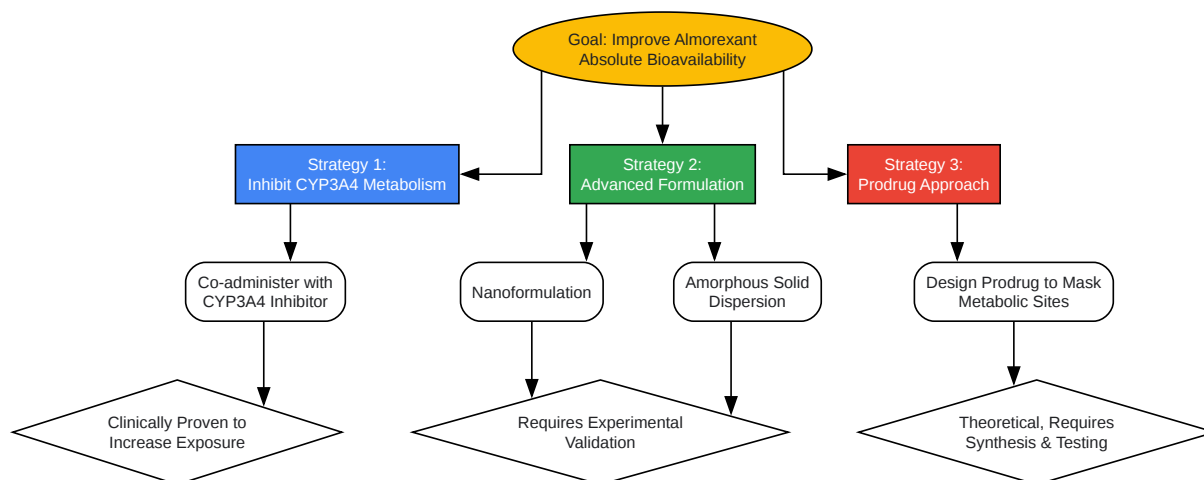 Goal: Improve Almorexant
Absolute Bioavailability
Strategy 1:
Inhibit CYP3A4 Metabolism
Strategy 2:
Advanced Formulation
Strategy 3:
Prodrug Approach
Co-administer with
CYP3A4 Inhibitor
Nanoformulation
Amorphous Solid
Dispersion
Design Prodrug to Mask
Metabolic Sites
Clinically Proven to
Increase Exposure
Requires Experimental
Validation
Theoretical, Requires
Synthesis & Testing